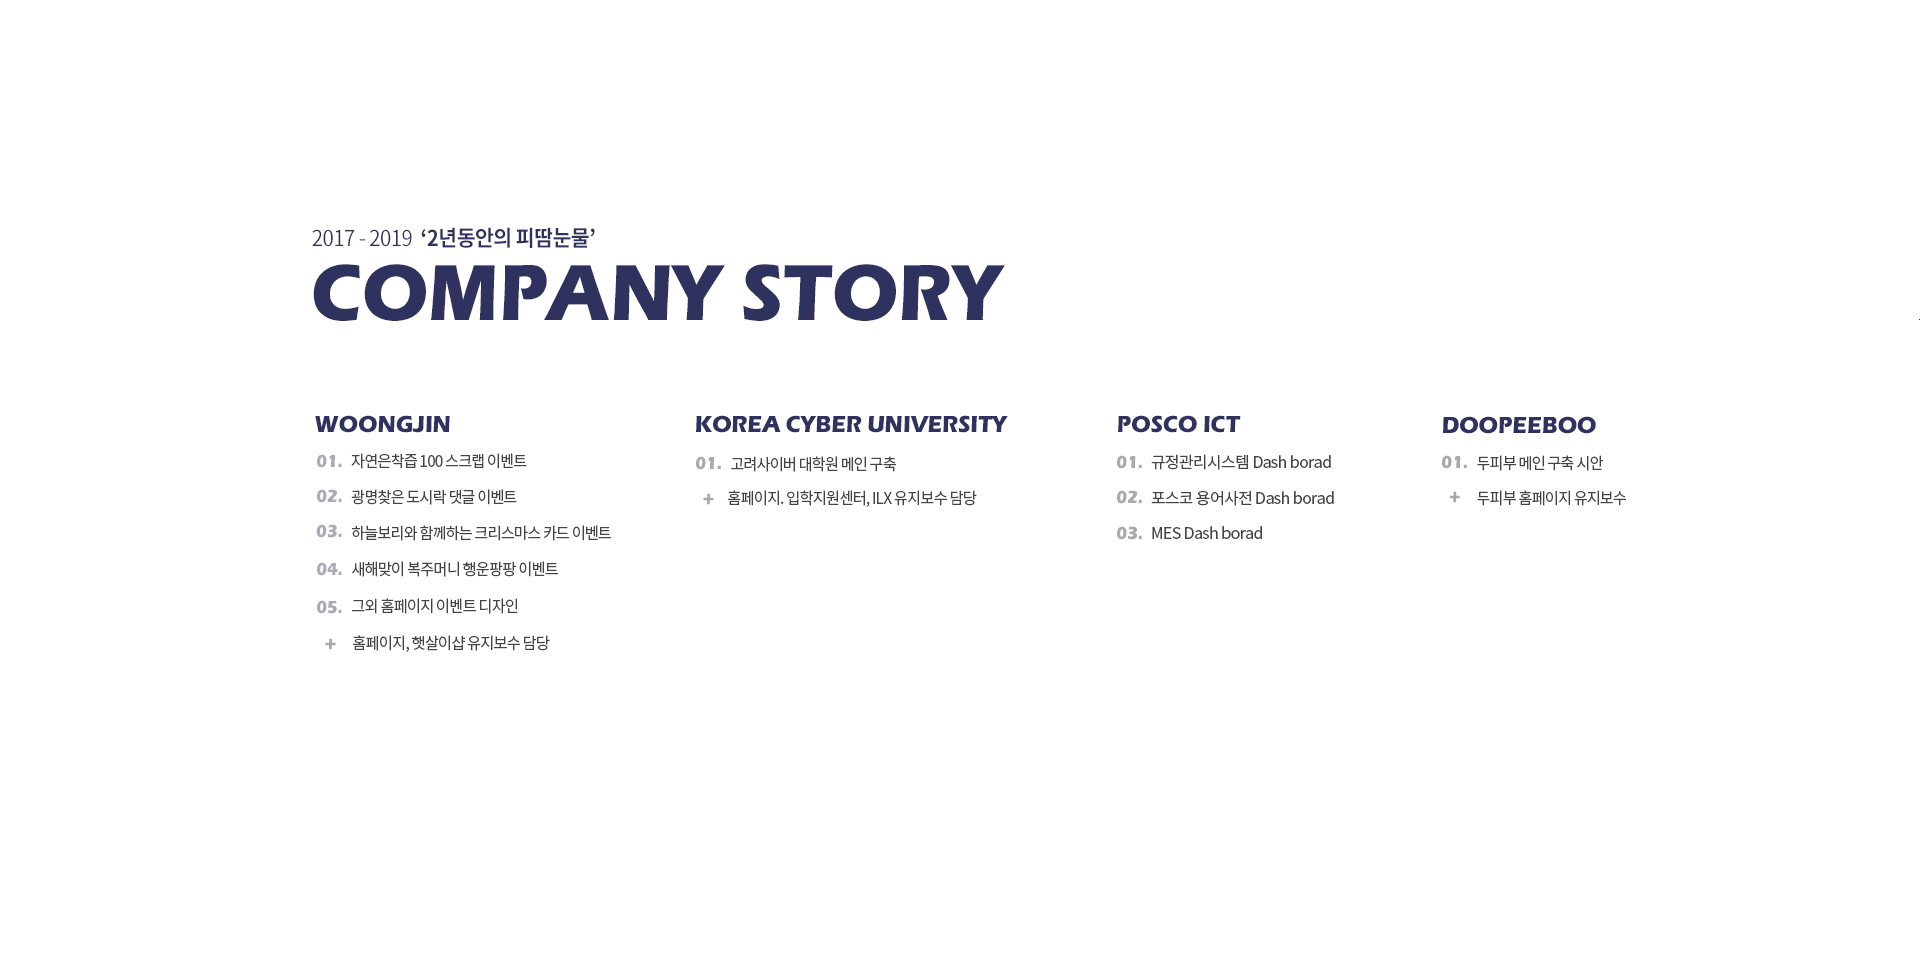 2017 - 2019 ‘2년동안의 피땀눈물’
COMPANY STORY
WOONGJIN
01. 자연은착즙 100 스크랩 이벤트
02. 광명찾은 도시락 댓글 이벤트
03. 하늘보리와 함께하는 크리스마스 카드 이벤트
04. 새해맞이 복주머니 행운팡팡 이벤트
05. 그외 홈페이지 이벤트 디자인
+ 홈페이지, 햇살이샵 유지보수 담당
KOREA CYBER UNIVERSITY
01. 고려사이버 대학원 메인 구축
+ 홈페이지. 입학지원센터, ILX 유지보수 담당
POSCO ICT
01. 규정관리시스템 Dash borad
02. 포스코 용어사전 Dash borad
03. MES Dash borad
DOOPEEBOO
01. 두피부 메인 구축 시안
+ 두피부 홈페이지 유지보수